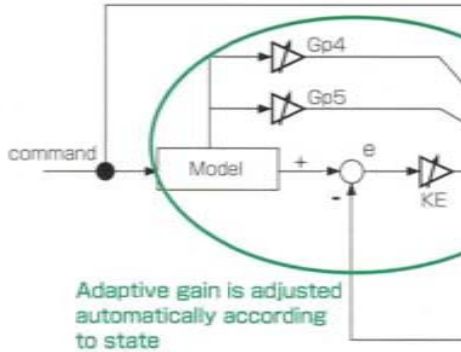 Gp4
Gp5
command
Model
+
e
-
KE
Adaptive gain is adjusted
automatically according
to state